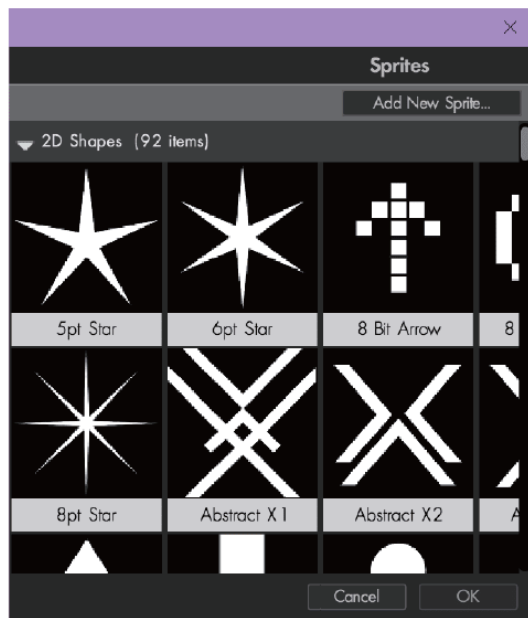 Sprites
Add New Sprite...
2D Shapes (92 items)
5pt Star
6pt Star
8 Bit Arrow
8
8pt Star
Abstract X1
Abstract X2
Cancel
OK